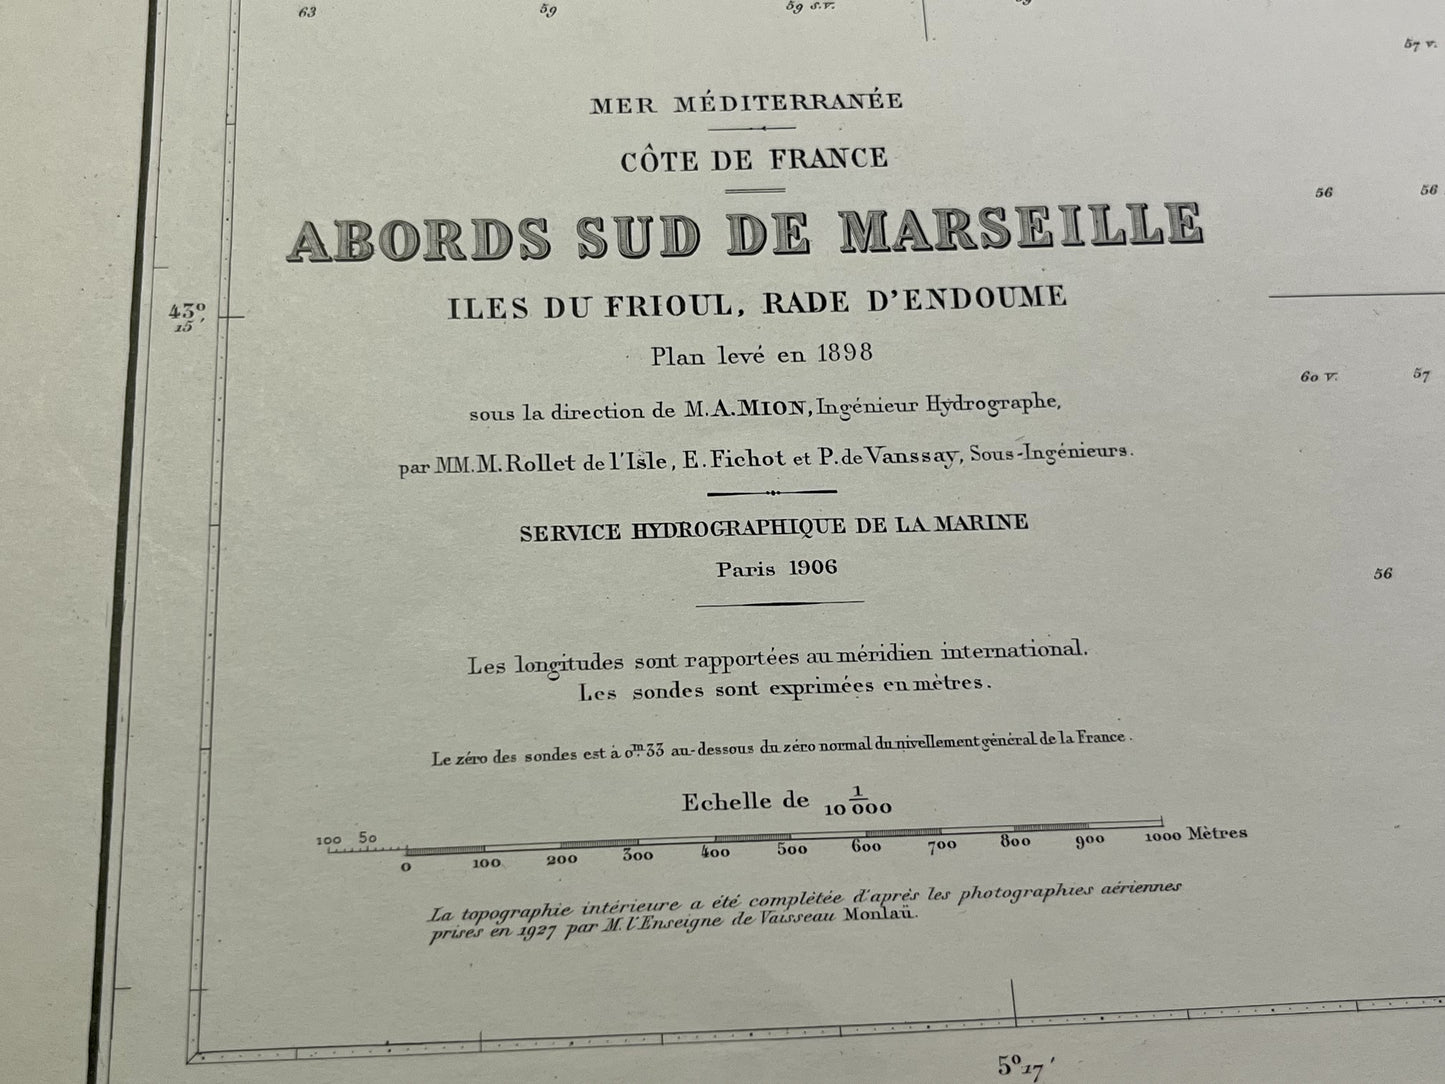 63 59 59 s.v.
57 v.
MER MÉDITERRANÉE
CÔTE DE FRANCE
56 56
ABORDS SUD DE MARSEILLE
ILES DU FRIOUL, RADE D'ENDOUME
43°
15'
Plan levé en 1898
60 v. 57
sous la direction de M. A. MION, Ingénieur Hydrographe,
par MM. M. Rollet de l'Isle, E. Fichot et P. de Vanssay, Sous-Ingénieurs.
SERVICE HYDROGRAPHIQUE DE LA MARINE
Paris 1906
56
Les longitudes sont rapportées au méridien international.
Les sondes sont exprimées en mètres.
Le zéro des sondes est à 0m.33 au-dessous du zéro normal du nivellement général de la France.
Echelle de 1/10 000
100 50
0 100 200 300 400 500 600 700 800 900 1000 Mètres
La topographie intérieure a été complètée d'après les photographies aériennes
prises en 1927 par M. l'Enseigne de Vaisseau Monlaü.
5° 17'